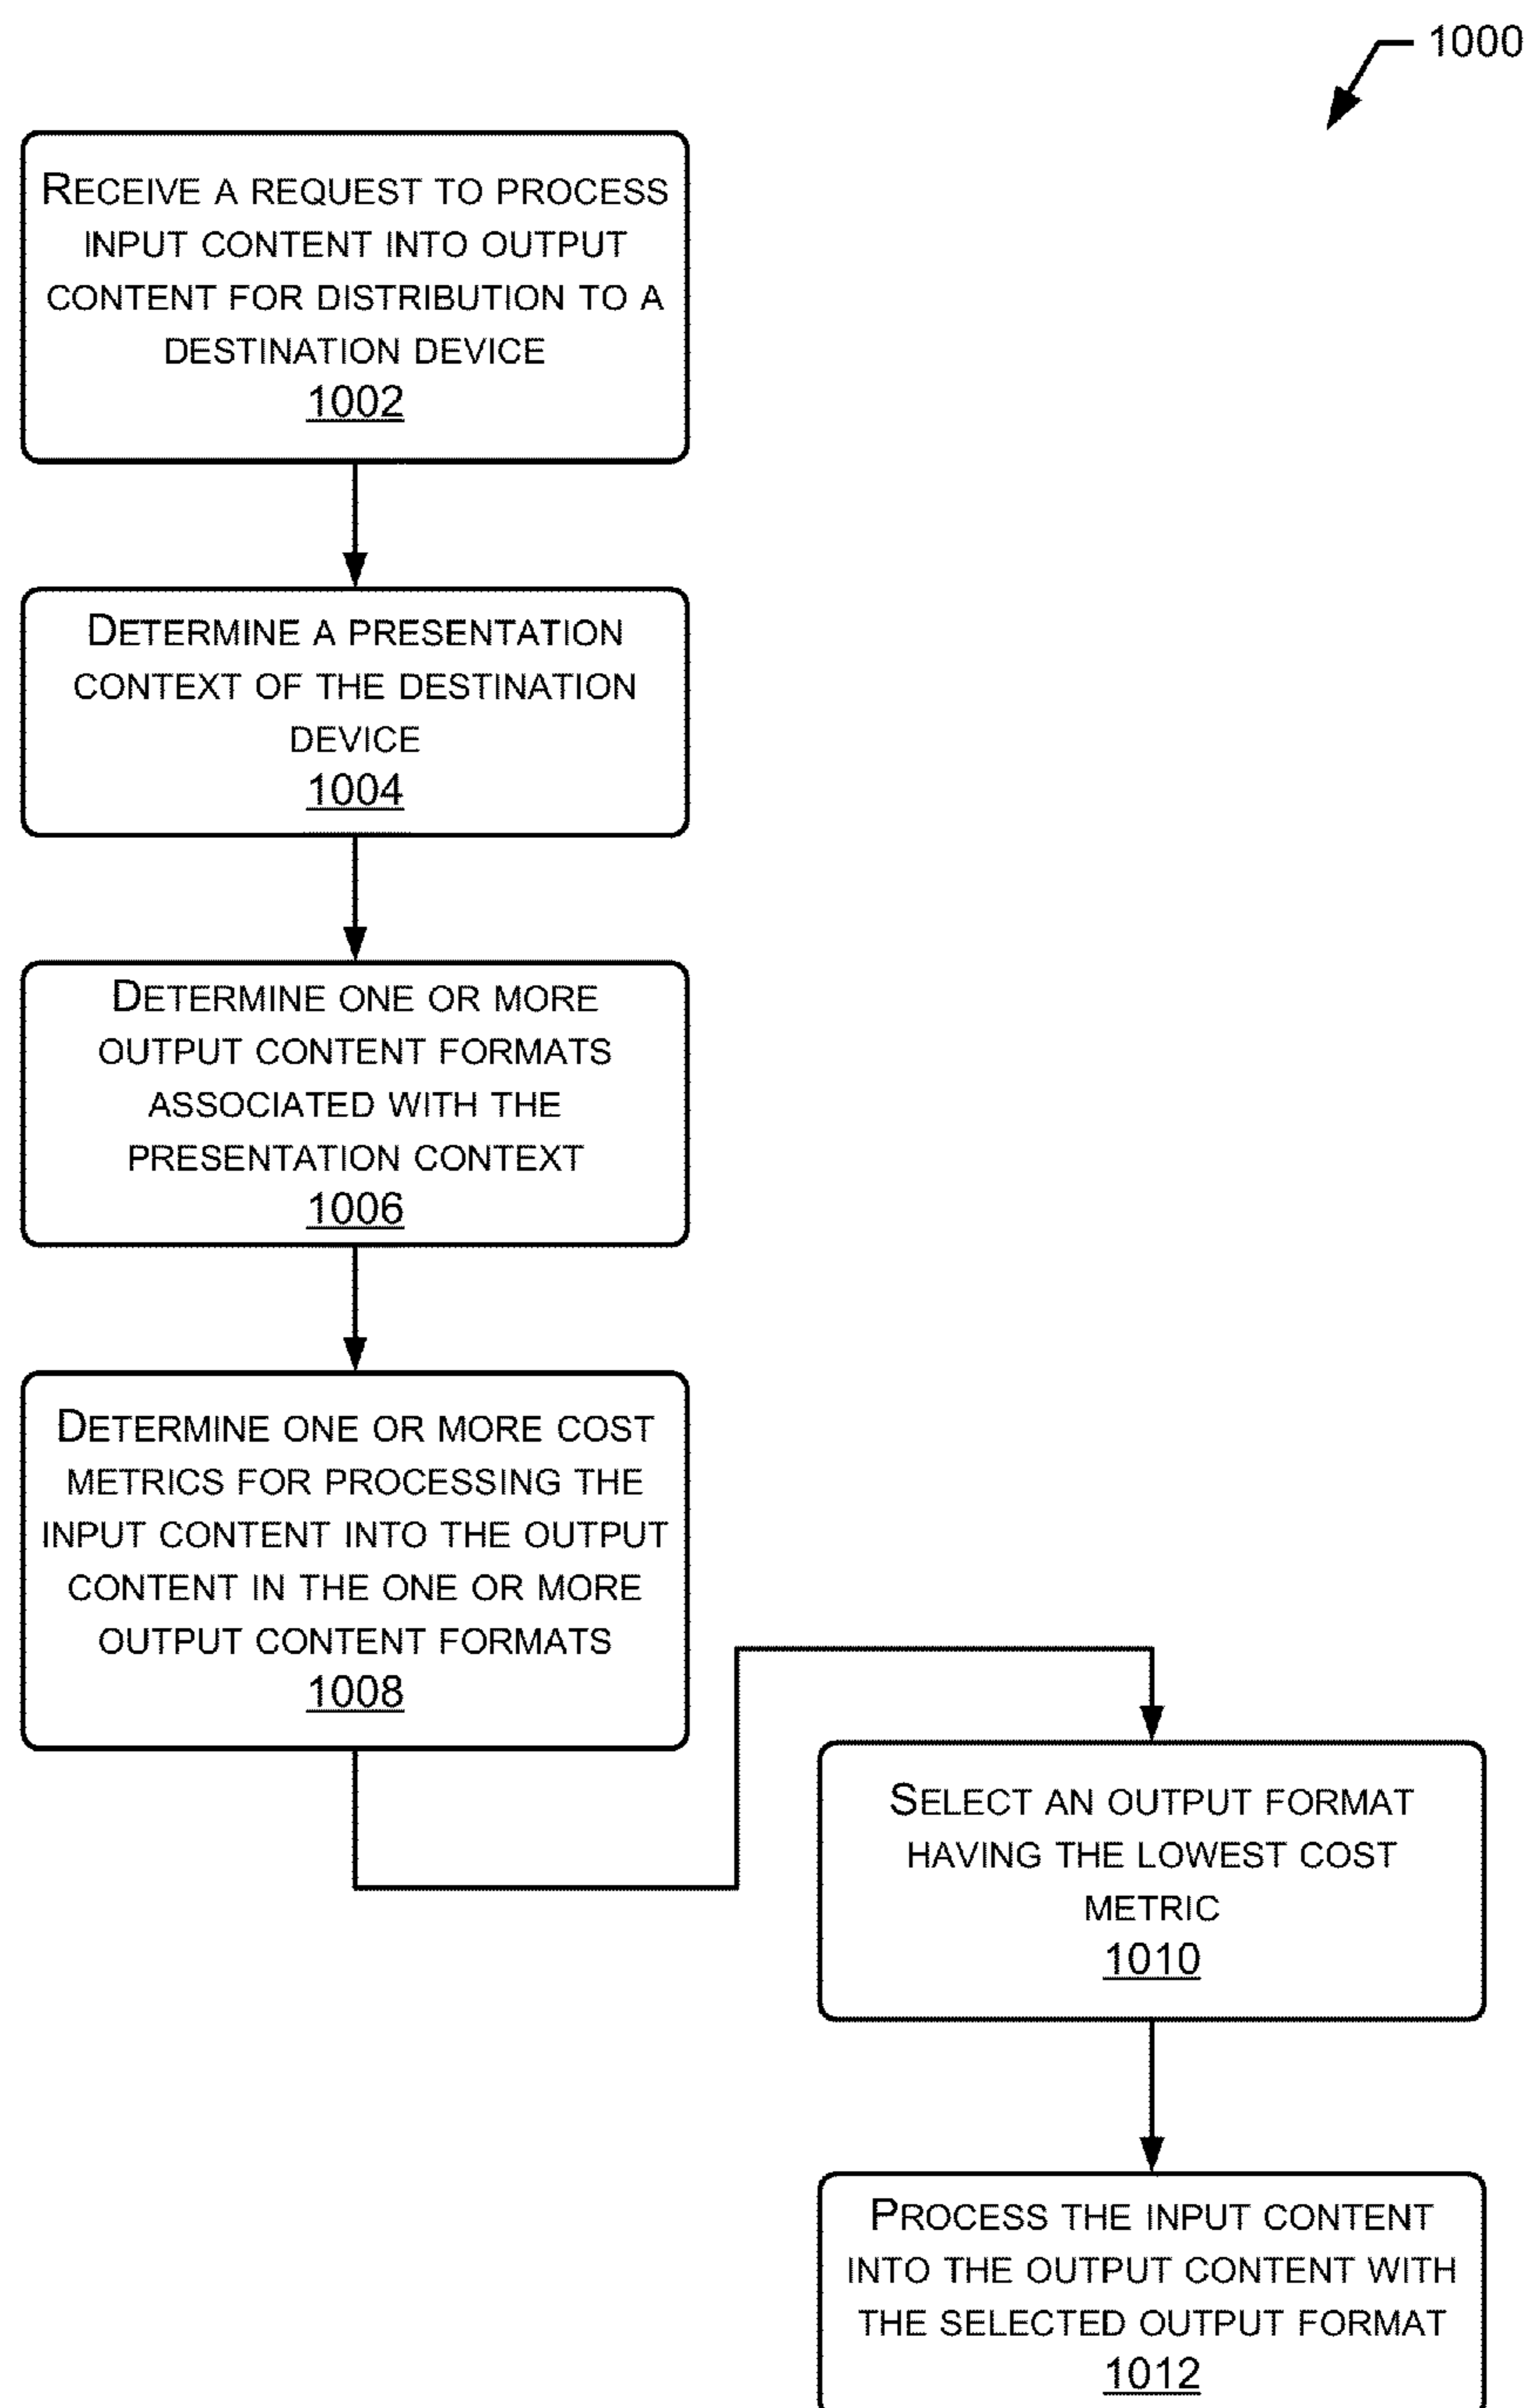 1000
RECEIVE A REQUEST TO PROCESS
INPUT CONTENT INTO OUTPUT
CONTENT FOR DISTRIBUTION TO A
DESTINATION DEVICE
1002
DETERMINE A PRESENTATION
CONTEXT OF THE DESTINATION
DEVICE
1004
DETERMINE ONE OR MORE
OUTPUT CONTENT FORMATS
ASSOCIATED WITH THE
PRESENTATION CONTEXT
1006
DETERMINE ONE OR MORE COST
METRICS FOR PROCESSING THE
INPUT CONTENT INTO THE OUTPUT
CONTENT IN THE ONE OR MORE
OUTPUT CONTENT FORMATS
1008
SELECT AN OUTPUT FORMAT
HAVING THE LOWEST COST
METRIC
1010
PROCESS THE INPUT CONTENT
INTO THE OUTPUT CONTENT WITH
THE SELECTED OUTPUT FORMAT
1012